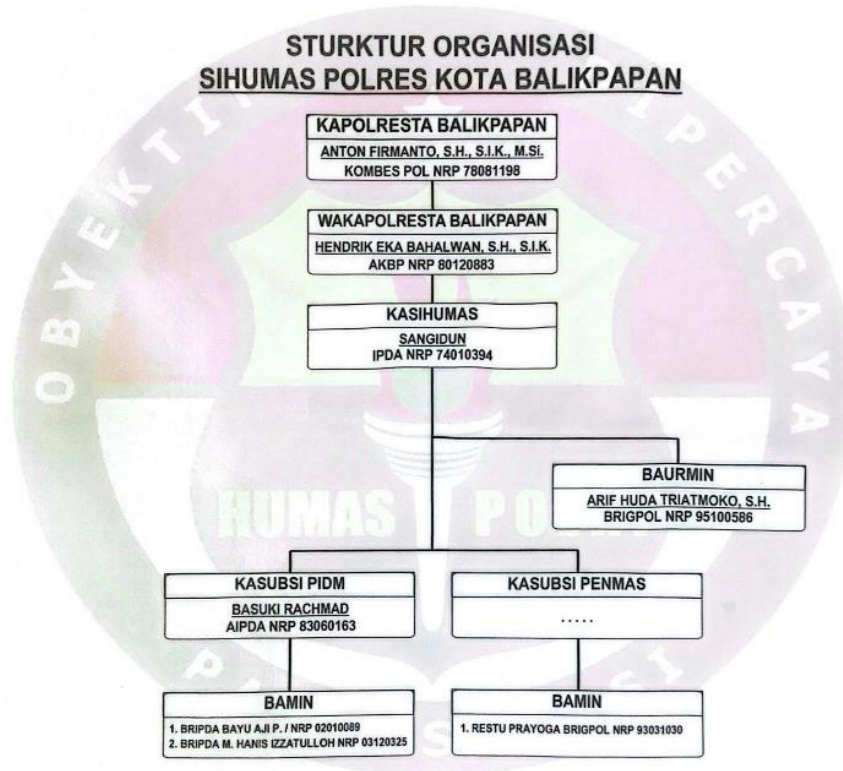 STURKTUR ORGANISASI
SIHUMAS POLRES KOTA BALIKPAPAN
KAPOLRESTA BALIKPAPAN
ANTON FIRMANTO, S.H., S.I.K., M.Si.
KOMBES POL NRP 78081198
WAKAPOLRESTA BALIKPAPAN
HENDRIK EKA BAHALWAN, S.H., S.I.K.
AKBP NRP 80120883
KASIHUMAS
SANGIDUN
IPDA NRP 74010394
BAURMIN
ARIF HUDA TRIATMOKO, S.H.
BRIGPOL NRP 95100586
KASUBSI PIDM
BASUKI RACHMAD
AIPDA NRP 83060163
KASUBSI PENMAS
.....
BAMIN
1. BRIPDA BAYU AJI P. / NRP 02010089
2. BRIPDA M. HANIS IZZATULLOH NRP 03120325
BAMIN
1. RESTU PRAYOGA BRIGPOL NRP 93031030
HUMAS